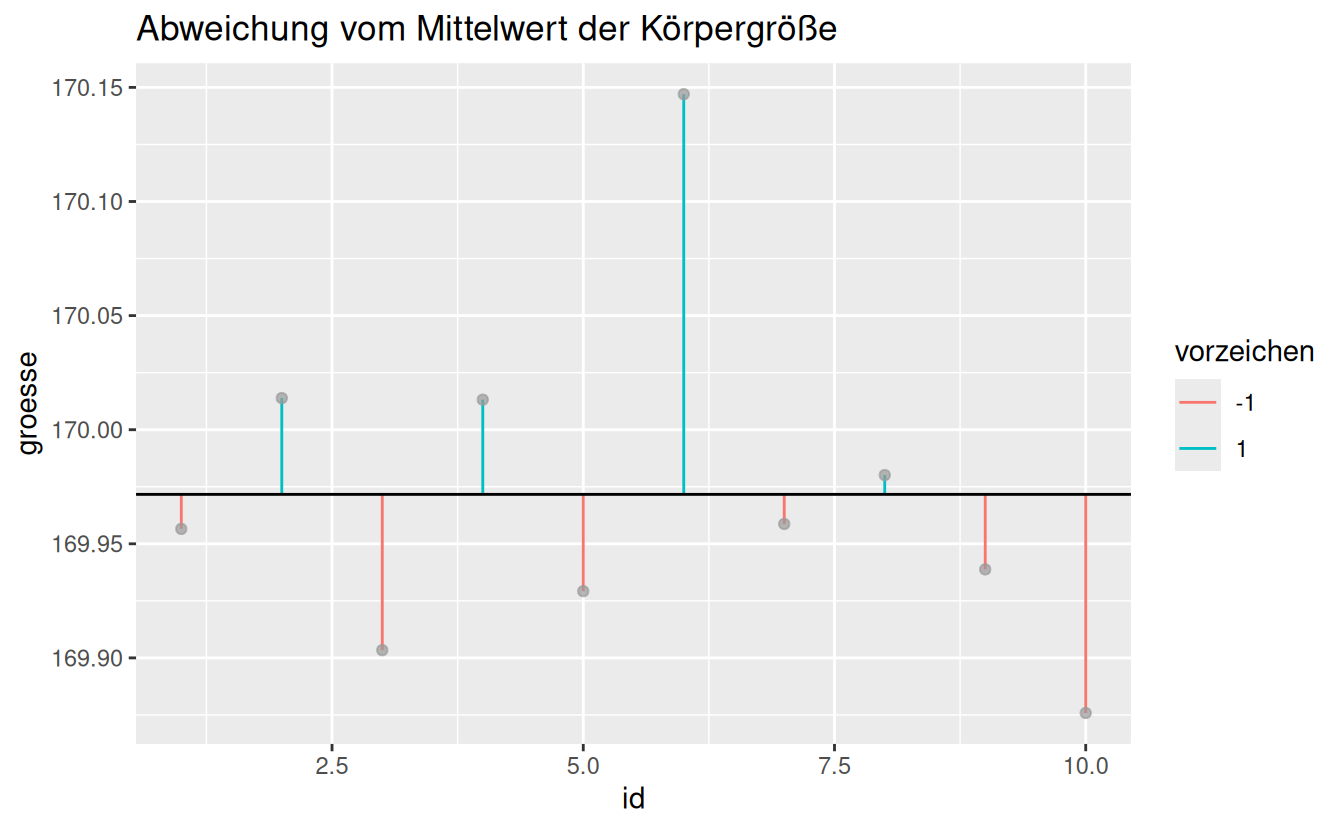 Abweichung vom Mittelwert der Körpergröße
170.15
170.10
170.05
170.00
169.95
169.90
groesse
2.5 5.0 7.5 10.0
id
vorzeichen
-1
1